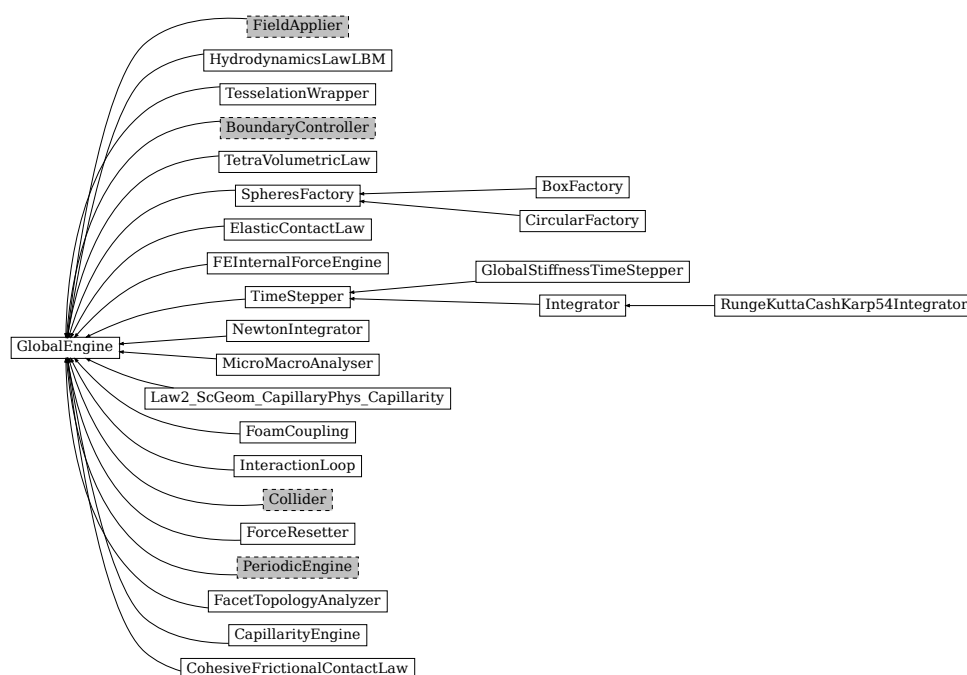 FieldApplier
HydrodynamicsLawLBM
TesselationWrapper
BoundaryController
TetraVolumetricLaw
SpheresFactory
BoxFactory
CircularFactory
ElasticContactLaw
FEInternalForceEngine
GlobalStiffnessTimeStepper
TimeStepper
Integrator
RungeKuttaCashKarp54Integrator
NewtonIntegrator
GlobalEngine
MicroMacroAnalyser
Law2_ScGeom_CapillaryPhys_Capillarity
FoamCoupling
InteractionLoop
Collider
ForceResetter
PeriodicEngine
FacetTopologyAnalyzer
CapillarityEngine
CohesiveFrictionalContactLaw